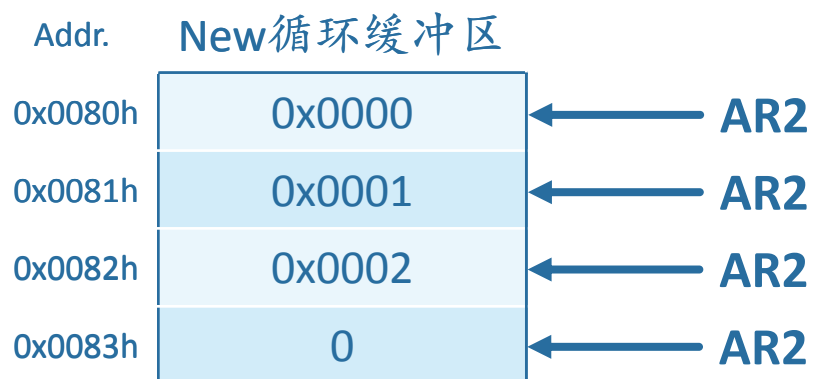 Addr. New循环缓冲区
0x0080h 0x0000 AR2
0x0081h 0x0001 AR2
0x0082h 0x0002 AR2
0x0083h 0 AR2